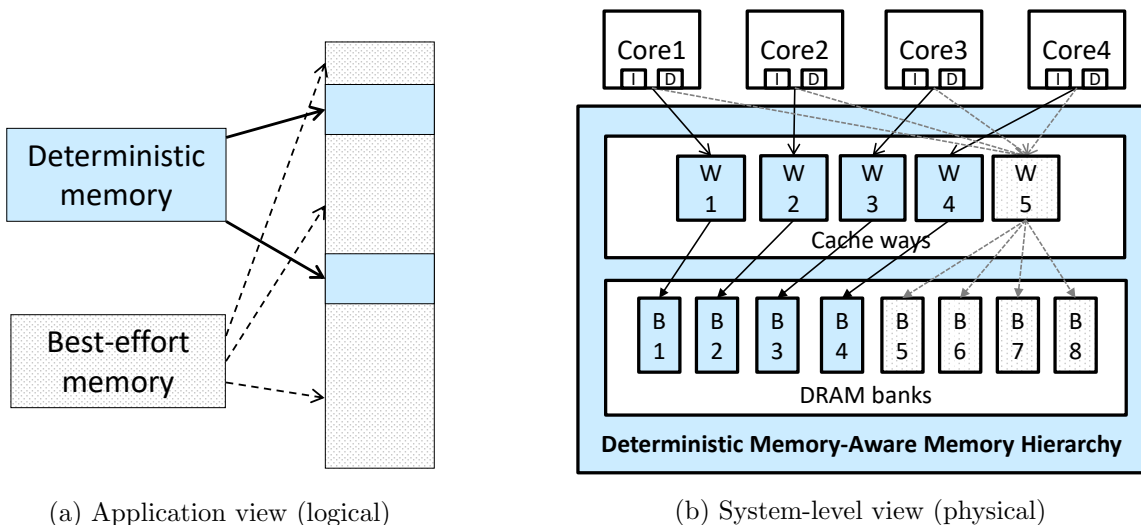 Deterministic
memory
Best-effort
memory
(a) Application view (logical)
Core1 Core2 Core3 Core4
I D I D I D I D
W W W W W
1 2 3 4 5
Cache ways
B B B B B B B B
1 2 3 4 5 6 7 8
DRAM banks
Deterministic Memory-Aware Memory Hierarchy
(b) System-level view (physical)